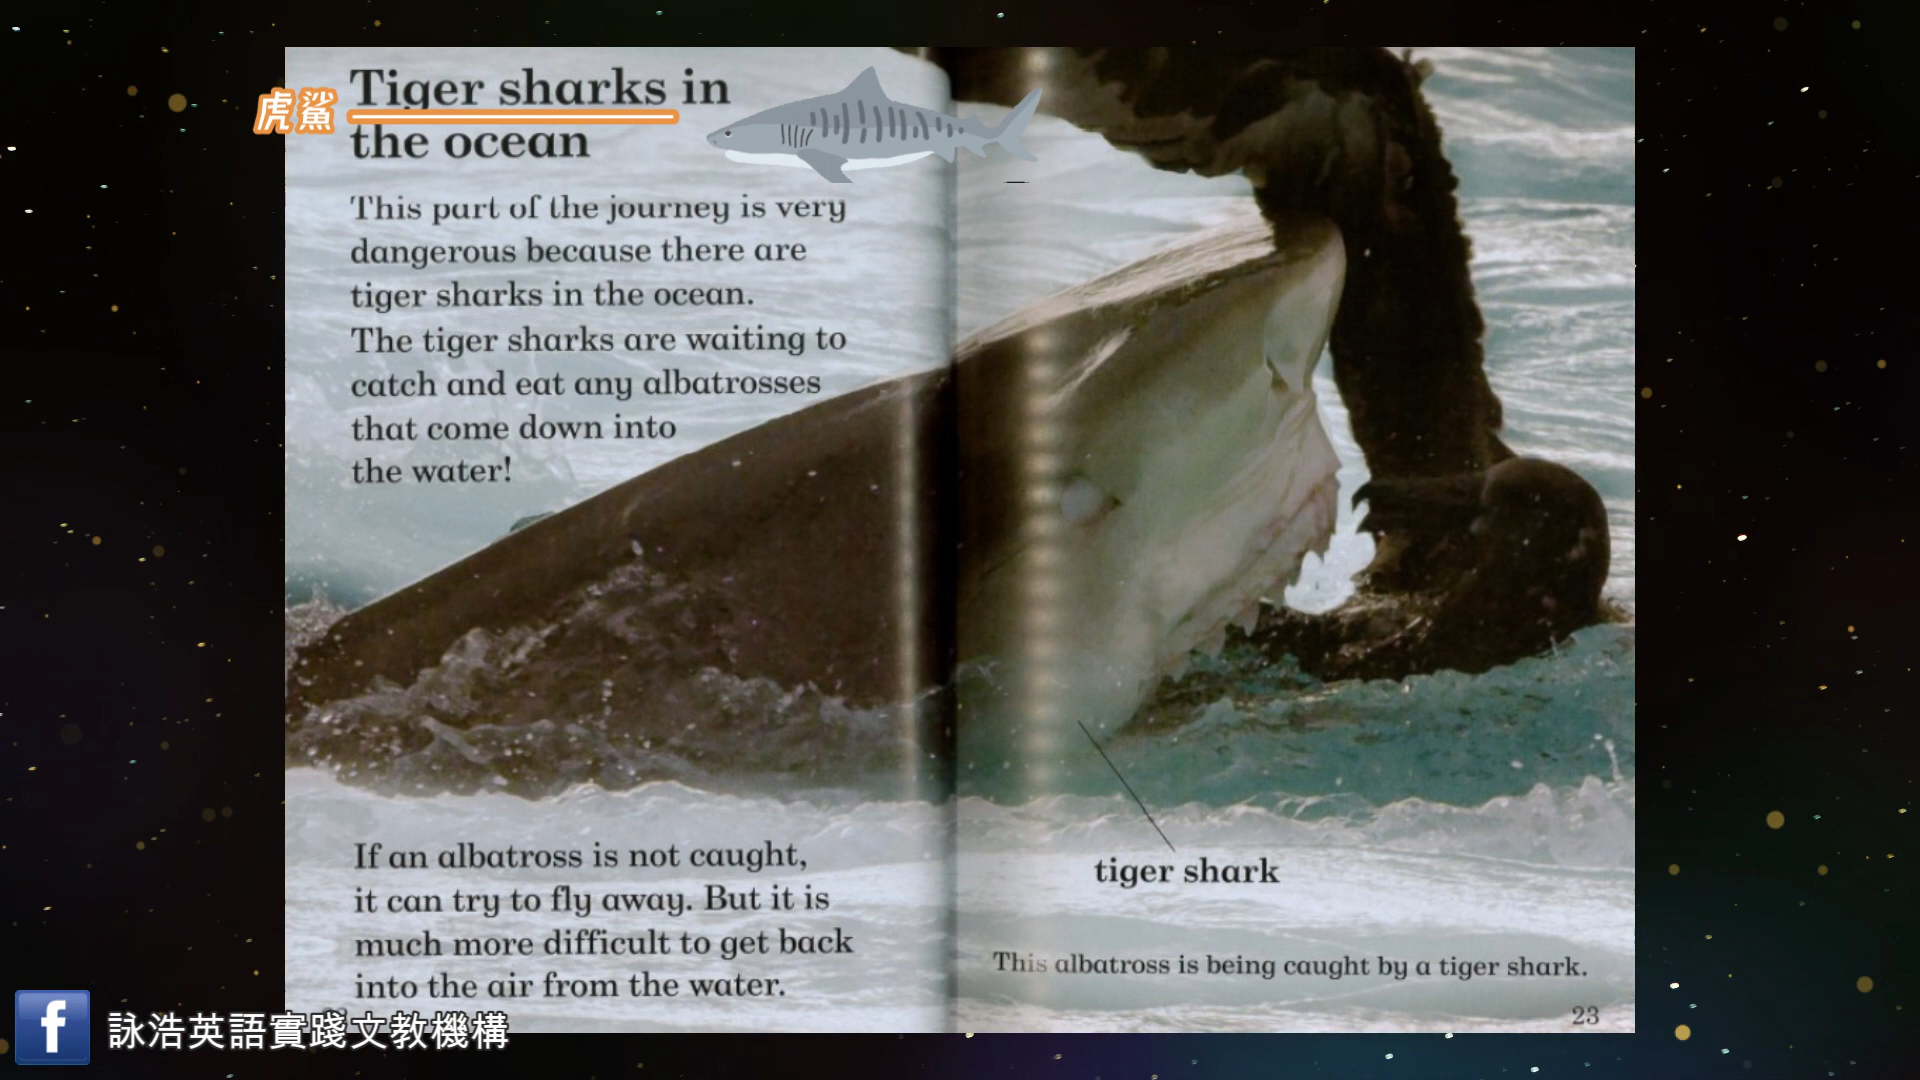 虎鯊
Tiger sharks in
the ocean
This part of the journey is very
dangerous because there are
tiger sharks in the ocean.
The tiger sharks are waiting to
catch and eat any albatrosses
that come down into
the water!
If an albatross is not caught,
it can try to fly away. But it is
much more difficult to get back
into the air from the water.
tiger shark
This albatross is being caught by a tiger shark.
23
f
詠浩英語實踐文教機構